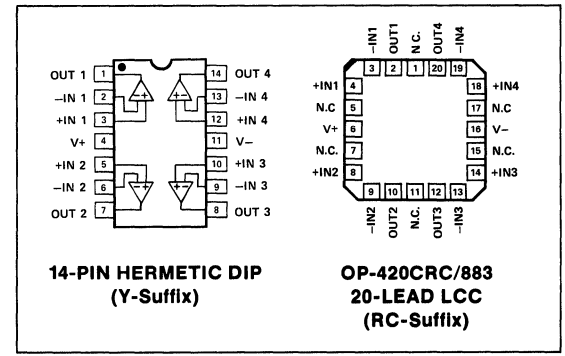 OUT 1 1
–IN 1 2
+IN 1 3
V+ 4
+IN 2 5
–IN 2 6
OUT 2 7
14 OUT 4
13 –IN 4
12 +IN 4
11 V–
10 +IN 3
9 –IN 3
8 OUT 3
– +
– +
– +
– +
14-PIN HERMETIC DIP
(Y-Suffix)
–IN1
OUT1
N.C.
OUT4
–IN4
3 2 1 20 19
+IN1 4
N.C 5
V+ 6
N.C. 7
+IN2 8
18 +IN4
17 N.C
16 V–
15 N.C.
14 +IN3
9 10 11 12 13
–IN2
OUT2
N.C.
OUT3
–IN3
OP-420CRC/883
20-LEAD LCC
(RC-Suffix)